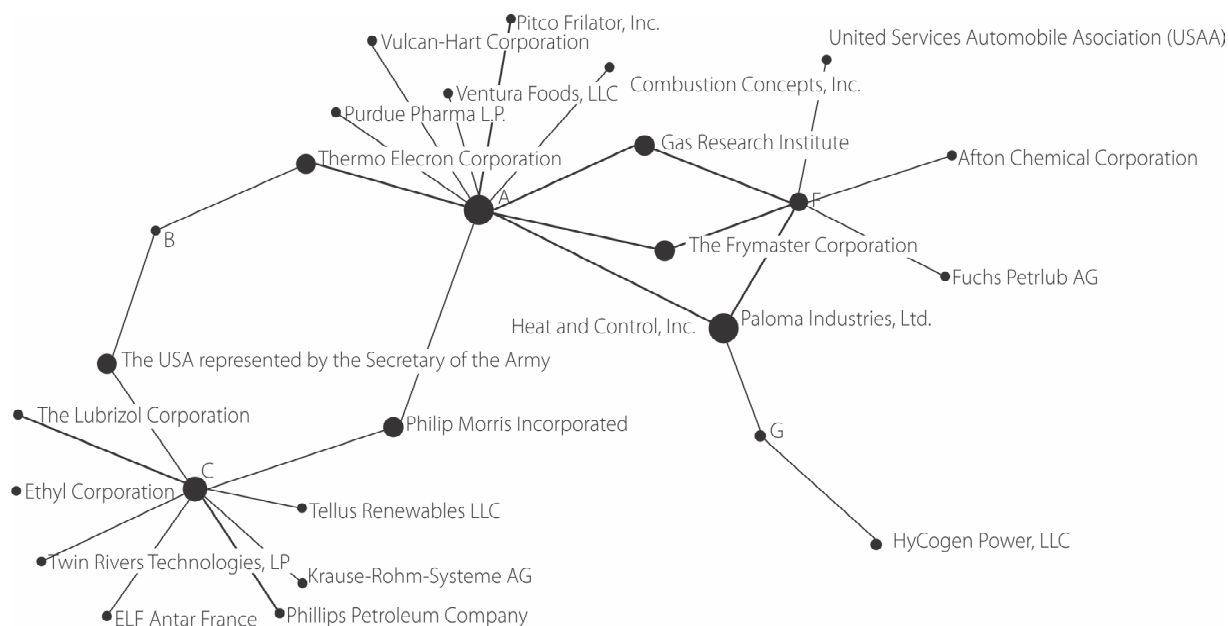 Pitco Frilator, Inc.
Vulcan-Hart Corporation
United Services Automobile Asociation (USAA)
Ventura Foods, LLC
Combustion Concepts, Inc.
Purdue Pharma L.P.
Gas Research Institute
Thermo Elecron Corporation
Afton Chemical Corporation
A
F
B
The Frymaster Corporation
Fuchs Petrlub AG
Heat and Control, Inc.
Paloma Industries, Ltd.
The USA represented by the Secretary of the Army
The Lubrizol Corporation
Philip Morris Incorporated
G
C
Ethyl Corporation
Tellus Renewables LLC
HyCogen Power, LLC
Twin Rivers Technologies, LP
Krause-Rohm-Systeme AG
ELF Antar France
Phillips Petroleum Company